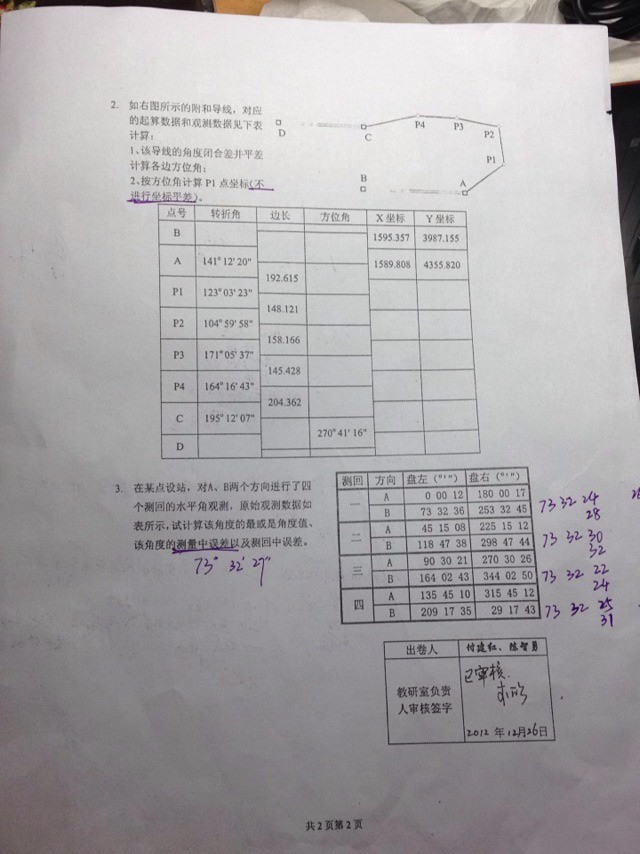 2. 如右图所示的附和导线，对应
的起算数据和观测数据见下表
计算：
1、该导线的角度闭合差并平差
计算各边方位角；
2、按方位角计算 P1 点坐标(不
进行坐标平差)。
D
C
P4
P3
P2
P1
B
A
点号 转折角 边长 方位角 X 坐标 Y 坐标
B 1595.357 3987.155
A 141°12′20″ 1589.808 4355.820
192.615
P1 123°03′23″
148.121
P2 104°59′58″
158.166
P3 171°05′37″
145.428
P4 164°16′43″
204.362
C 195°12′07″
270°41′16″
D
3. 在某点设站，对A、B两个方向进行了四
个测回的水平角观测，原始观测数据如
表所示，试计算该角度的最或是角度值、
该角度的测量中误差以及测回中误差。
73° 32′ 27″
测回 方向 盘左（°′″） 盘右（°′″）
一 A 0 00 12 180 00 17
B 73 32 36 253 32 45
73 32 24
28
二 A 45 15 08 225 15 12
B 118 47 38 298 47 44
73 32 30
32
三 A 90 30 21 270 30 26
B 164 02 43 344 02 50
73 32 22
24
四 A 135 45 10 315 45 12
B 209 17 35 29 17 43
73 32 25
31
出卷人 付建红、陈智勇
教研室负责
人审核签字
已审核.
2012 年 12月26日
共 2 页第 2 页